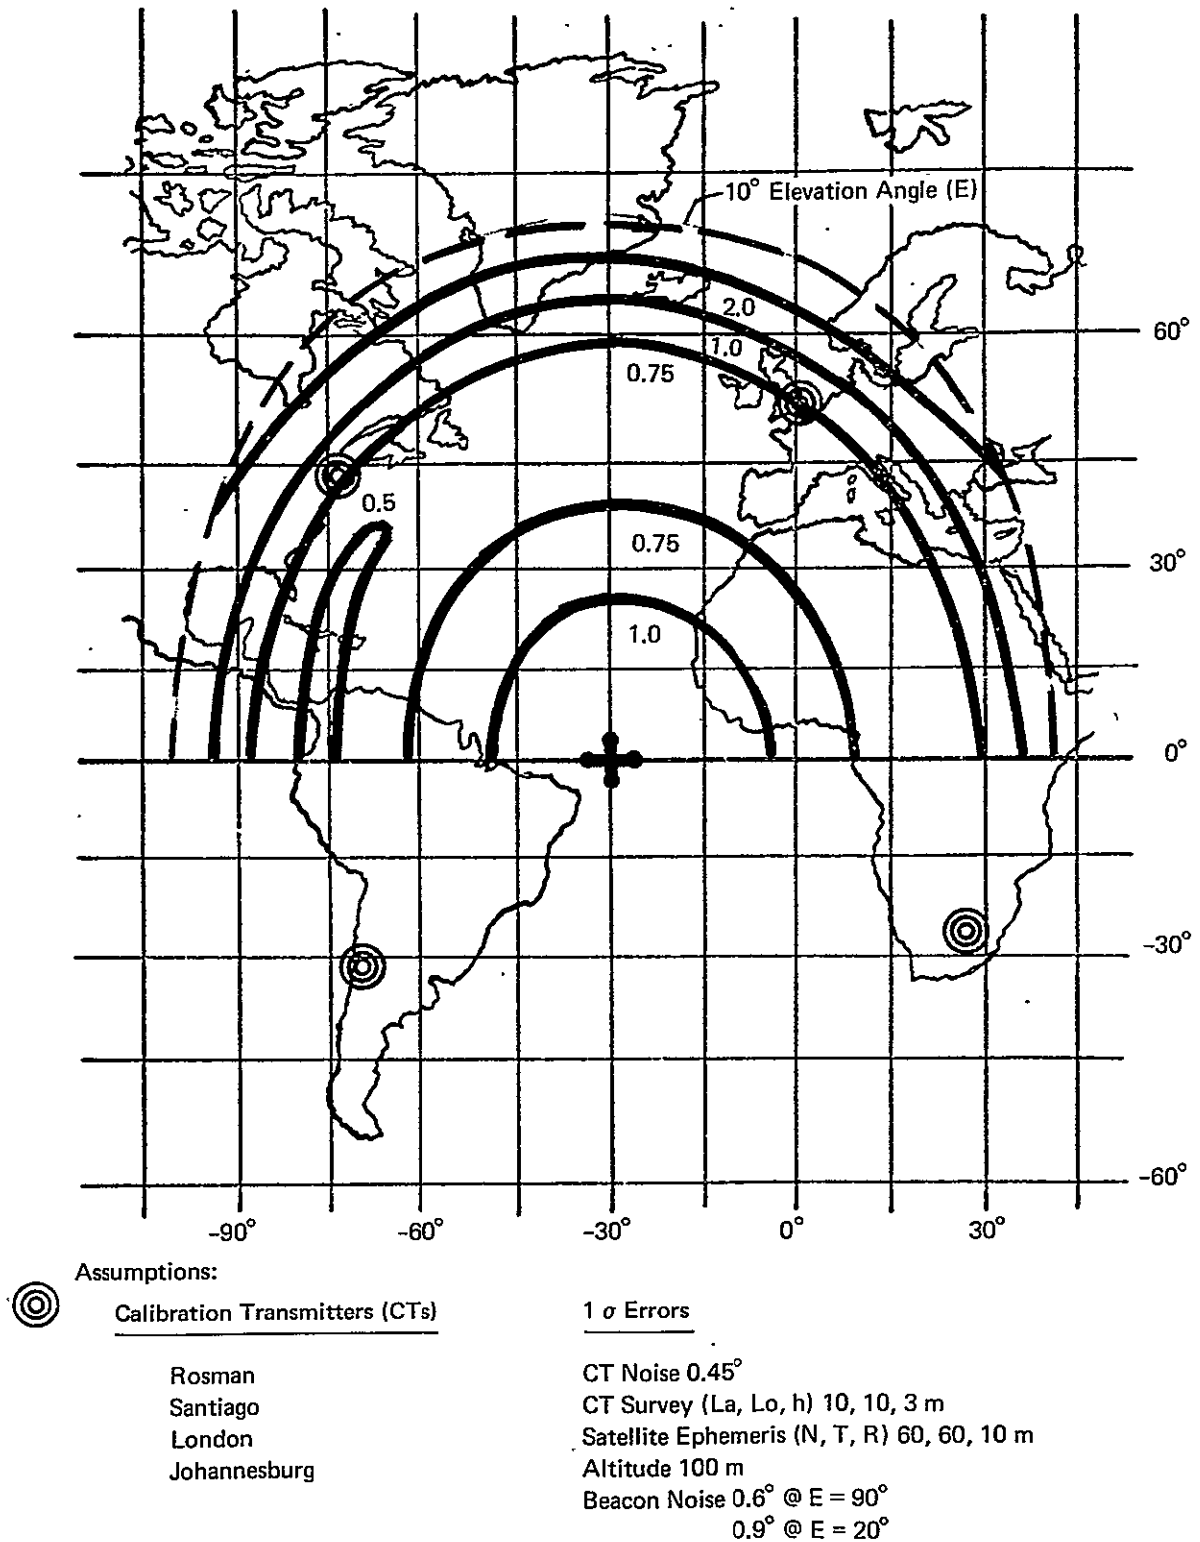 10° Elevation Angle (E)
2.0
60°
1.0
0.75
0.5
0.75
30°
1.0
0°
-30°
-60°
-90°
-60°
-30°
0°
30°
Assumptions:
Calibration Transmitters (CTs)
1 σ Errors
Rosman
CT Noise 0.45°
Santiago
CT Survey (La, Lo, h) 10, 10, 3 m
London
Satellite Ephemeris (N, T, R) 60, 60, 10 m
Johannesburg
Altitude 100 m
Beacon Noise 0.6° @ E = 90°
0.9° @ E = 20°